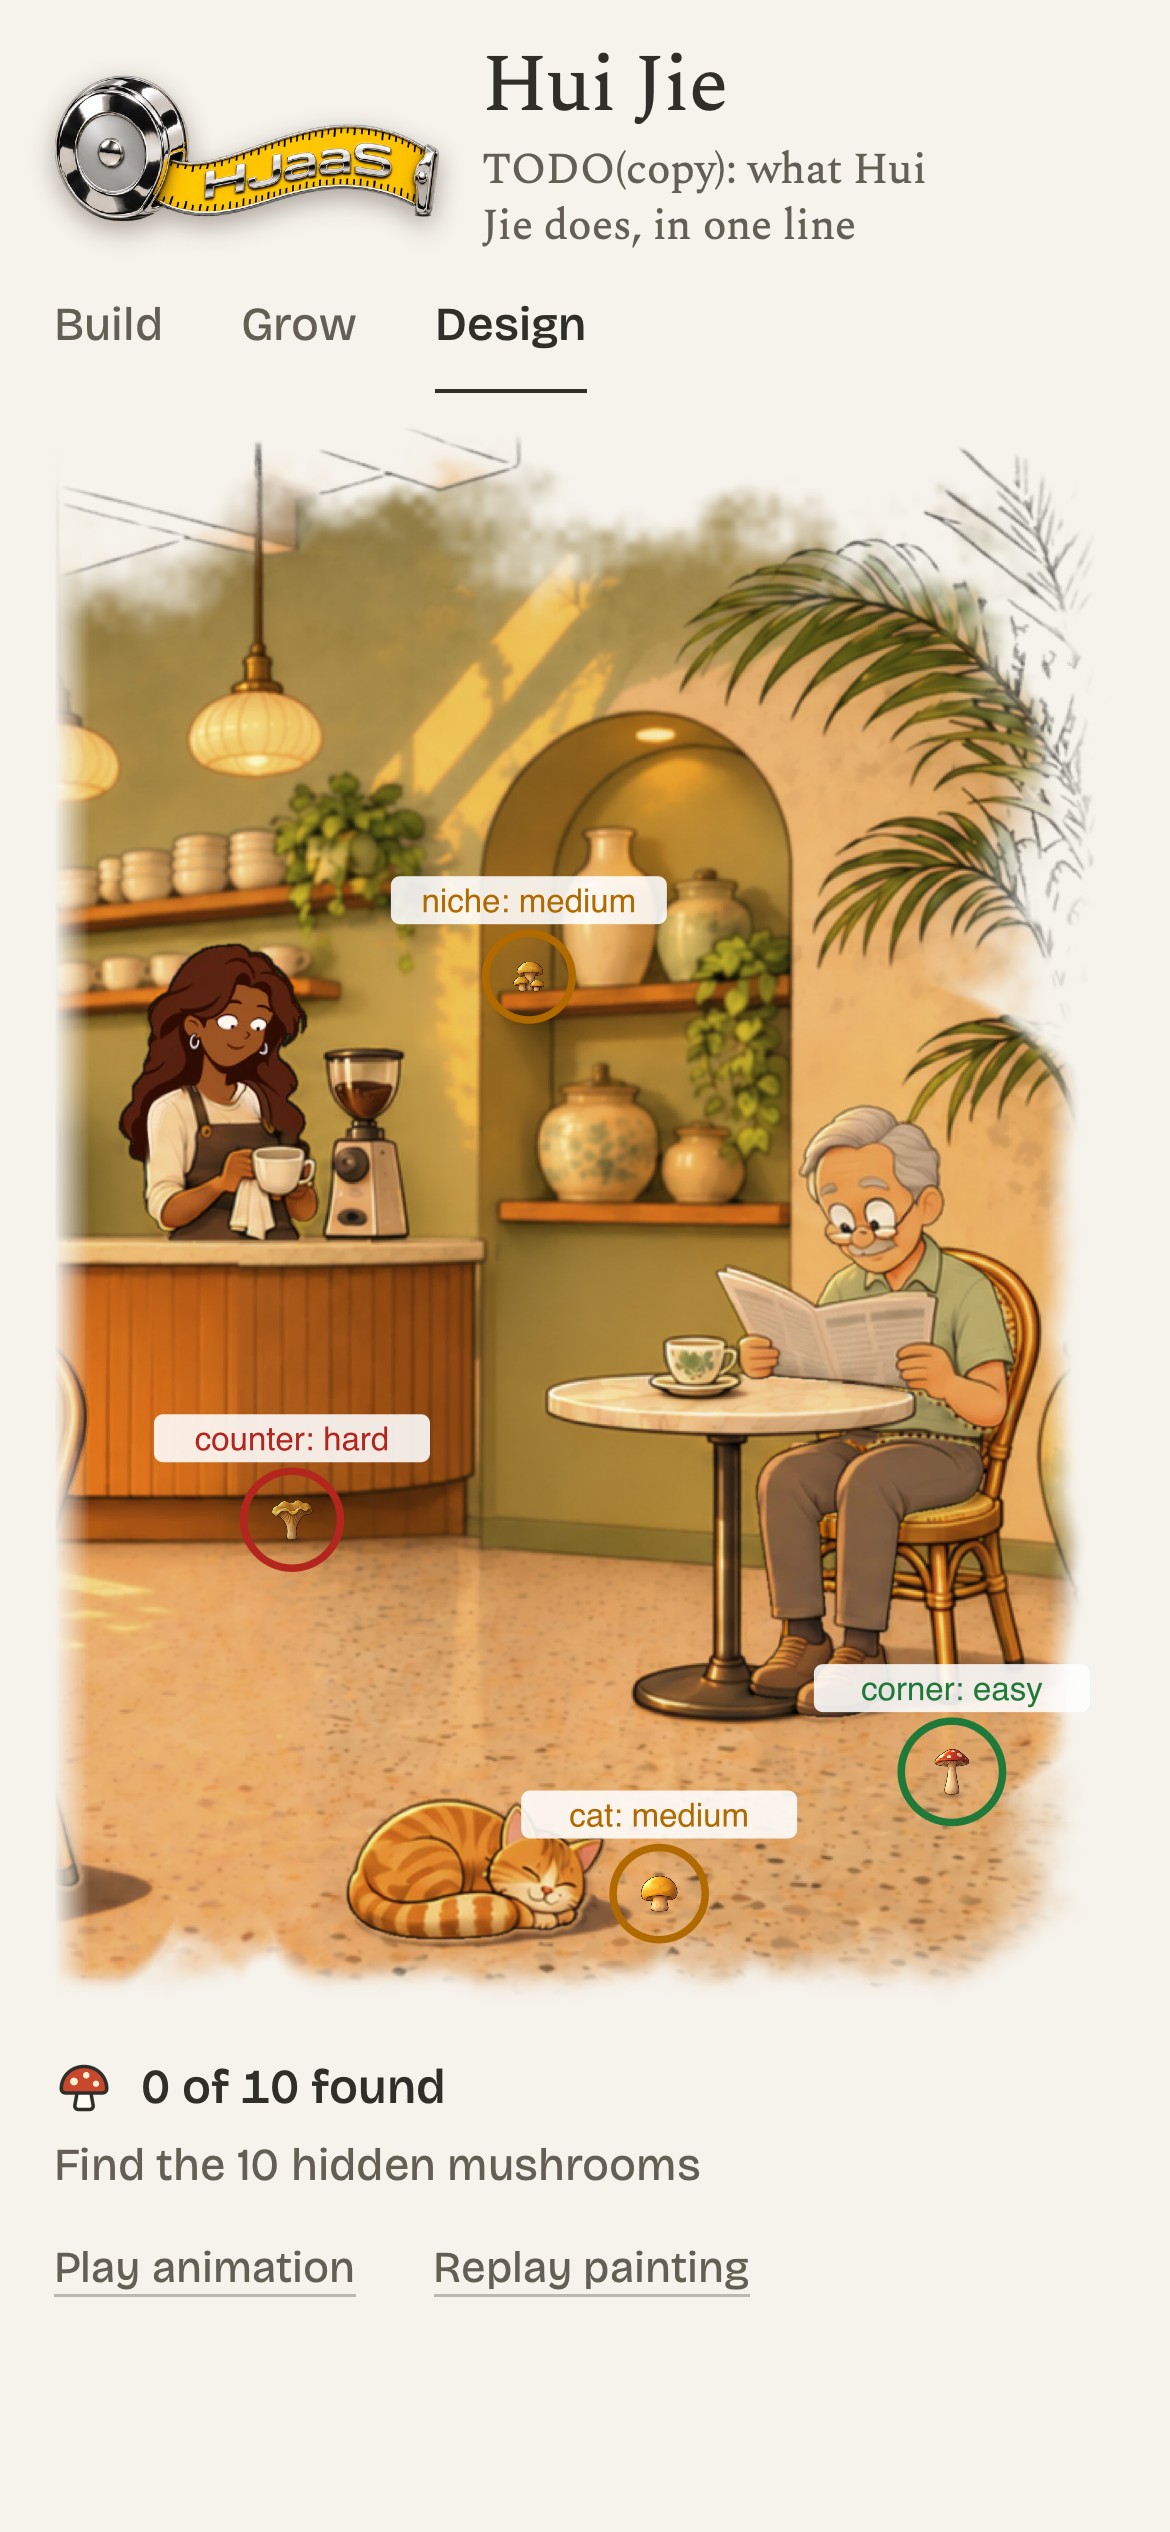 HJaaS
Hui Jie
TODO(copy): what Hui
Jie does, in one line
Build
Grow
Design
niche: medium
counter: hard
corner: easy
cat: medium
0 of 10 found
Find the 10 hidden mushrooms
Play animation
Replay painting